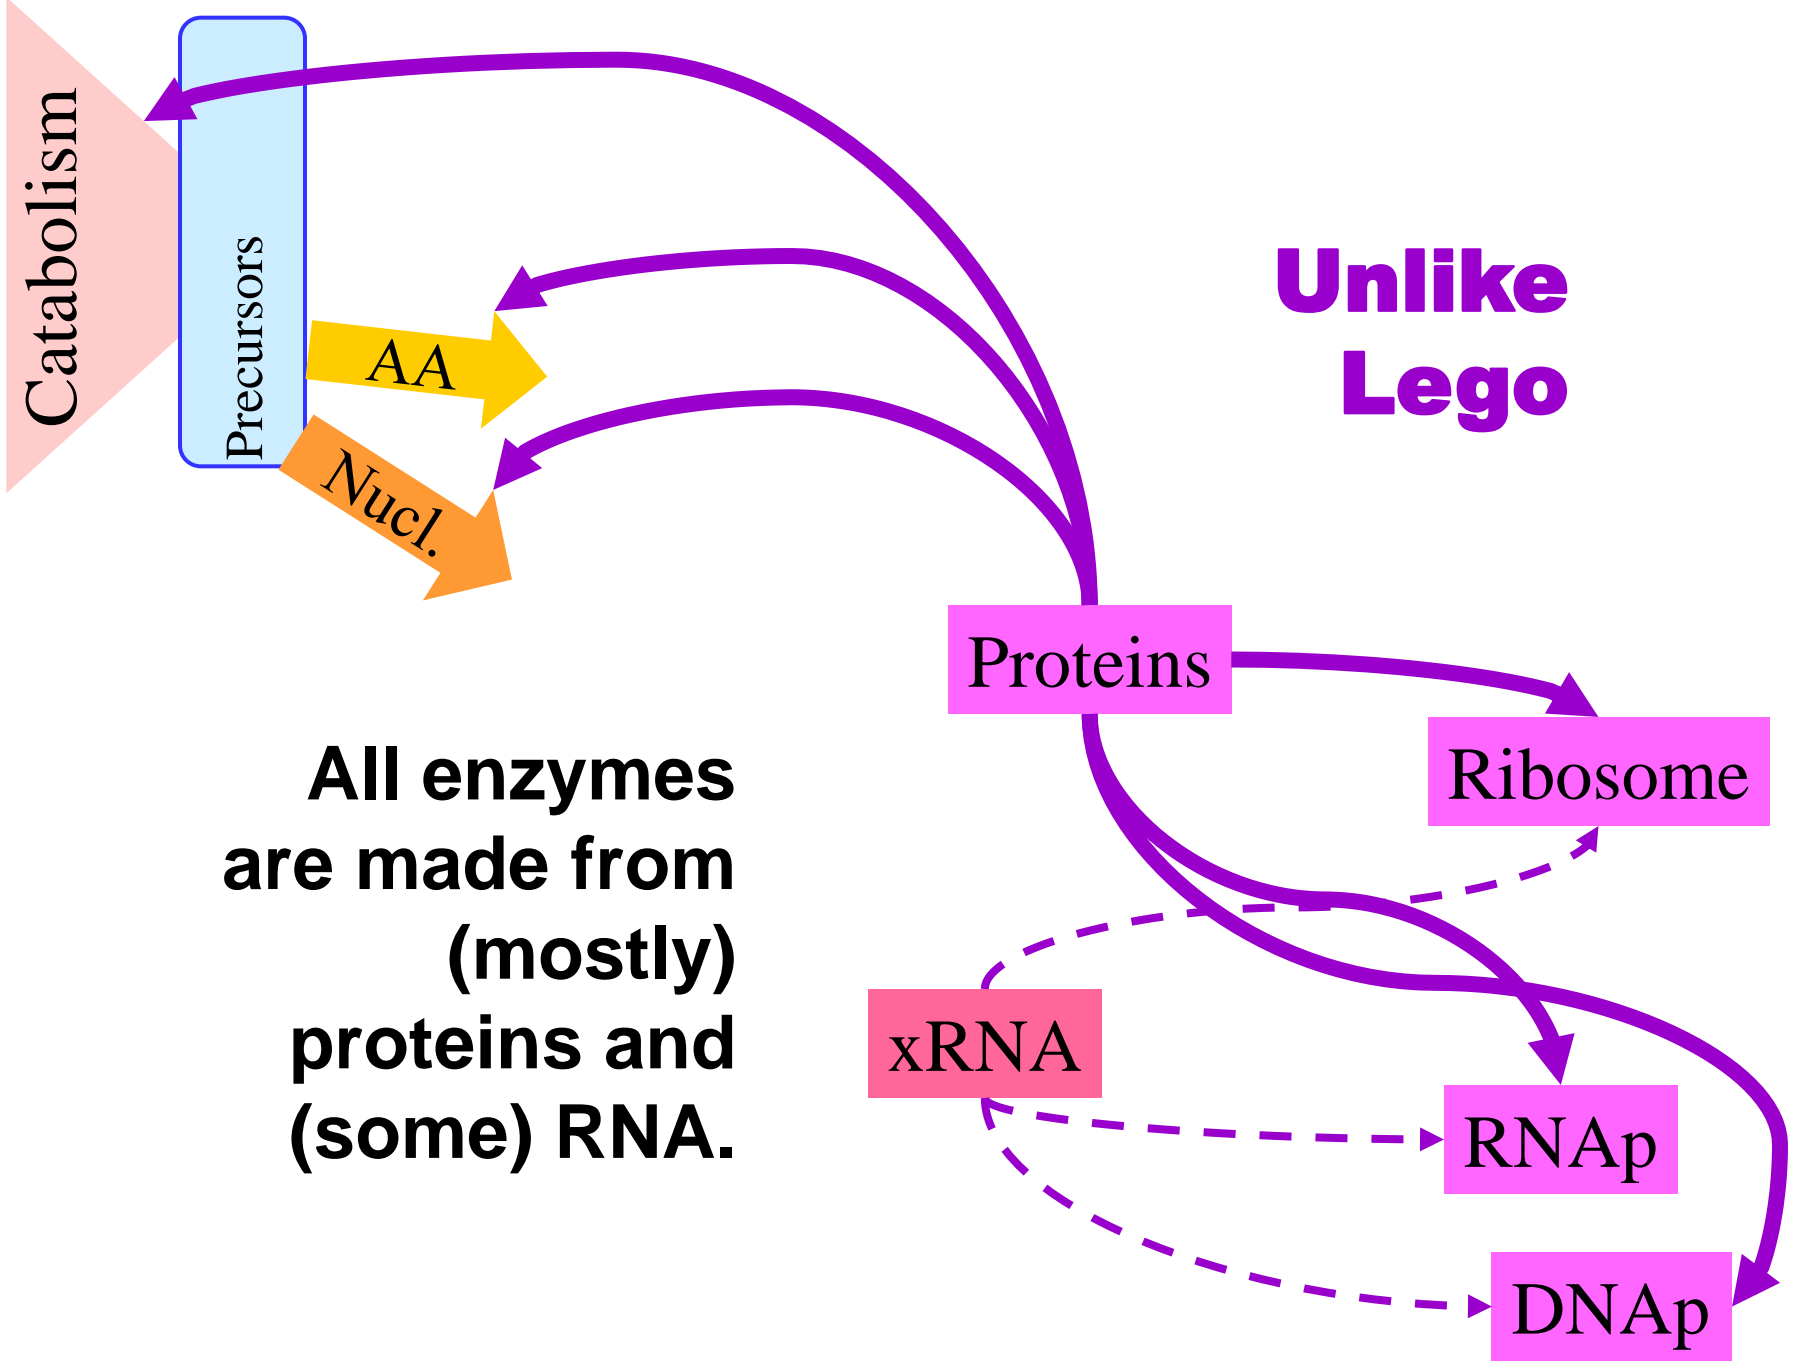 Catabolism
Precursors
AA
Nucl.
Unlike
Lego
Proteins
Ribosome
All enzymes
are made from
(mostly)
proteins and
(some) RNA.
xRNA
RNAp
DNAp